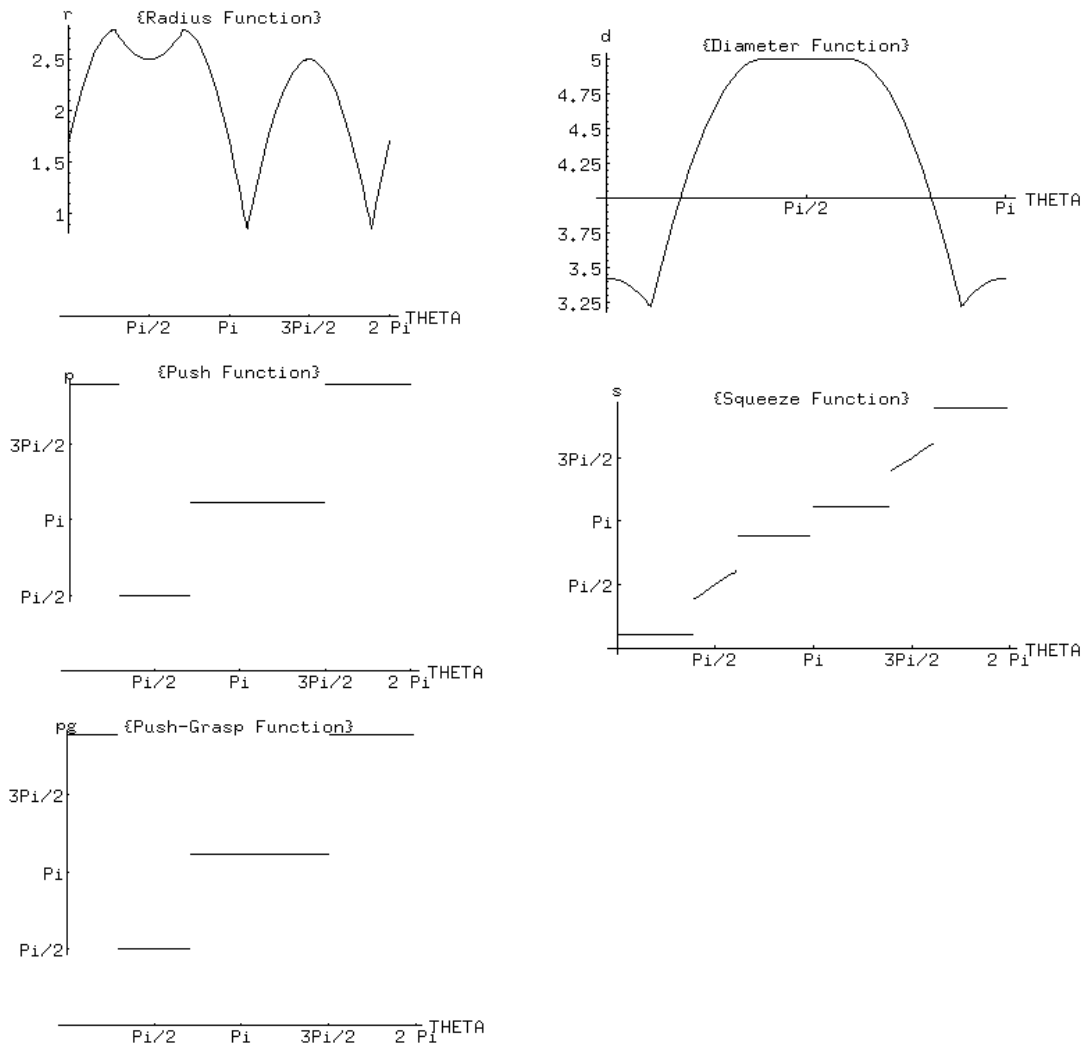 r {Radius Function}
2.5
2
1.5
1
Pi/2 Pi 3Pi/2 2 Pi THETA
d {Diameter Function}
5
4.75
4.5
4.25
Pi/2 Pi THETA
3.75
3.5
3.25
p {Push Function}
3Pi/2
Pi
Pi/2
Pi/2 Pi 3Pi/2 2 Pi THETA
s {Squeeze Function}
3Pi/2
Pi
Pi/2
Pi/2 Pi 3Pi/2 2 Pi THETA
pg {Push-Grasp Function}
3Pi/2
Pi
Pi/2
Pi/2 Pi 3Pi/2 2 Pi THETA